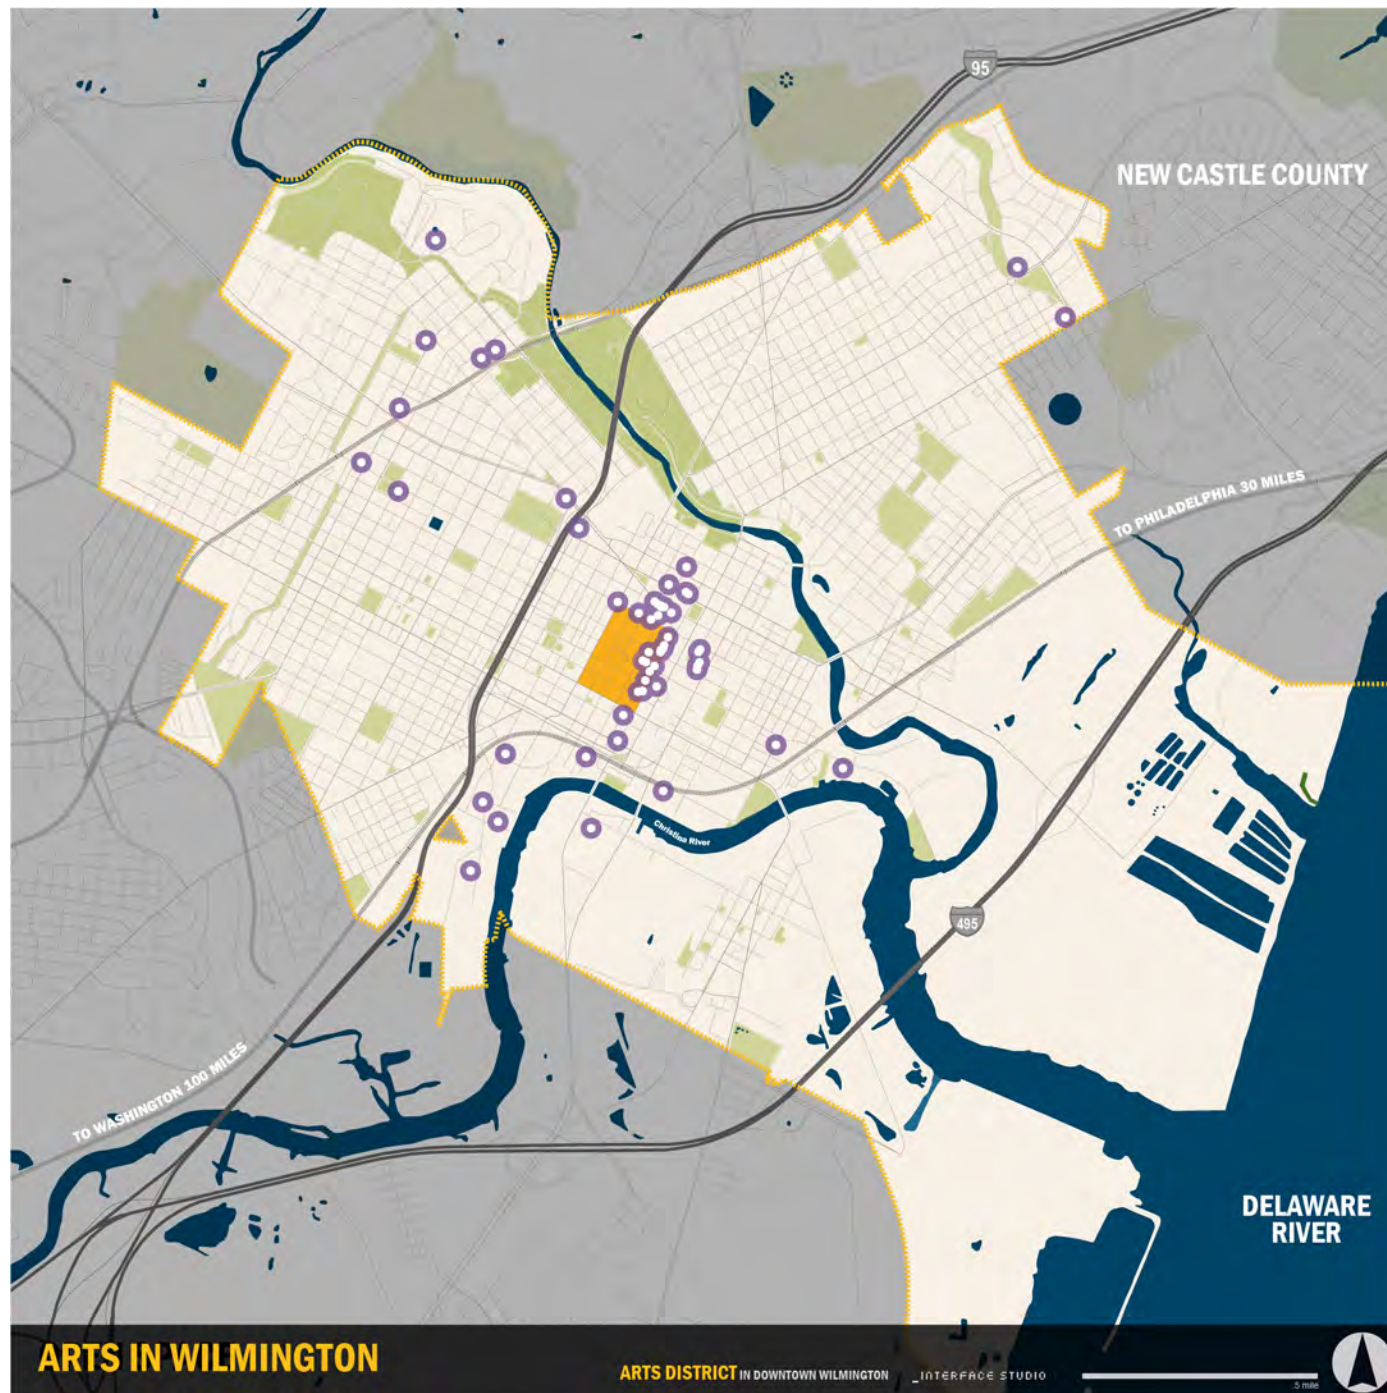 95
NEW CASTLE COUNTY
TO PHILADELPHIA 30 MILES
Christina River
495
TO WASHINGTON 100 MILES
DELAWARE
RIVER
ARTS IN WILMINGTON
ARTS DISTRICT IN DOWNTOWN WILMINGTON
_INTERFACE STUDIO
.5 mile